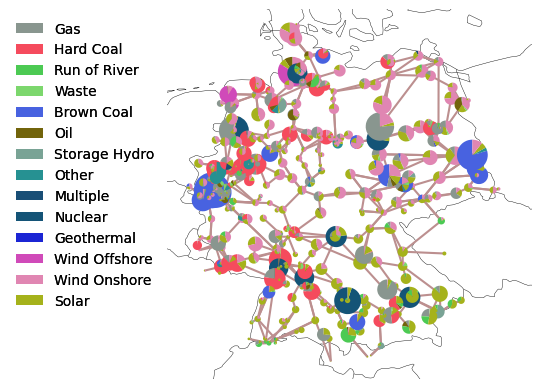 Gas
Hard Coal
Run of River
Waste
Brown Coal
Oil
Storage Hydro
Other
Multiple
Nuclear
Geothermal
Wind Offshore
Wind Onshore
Solar